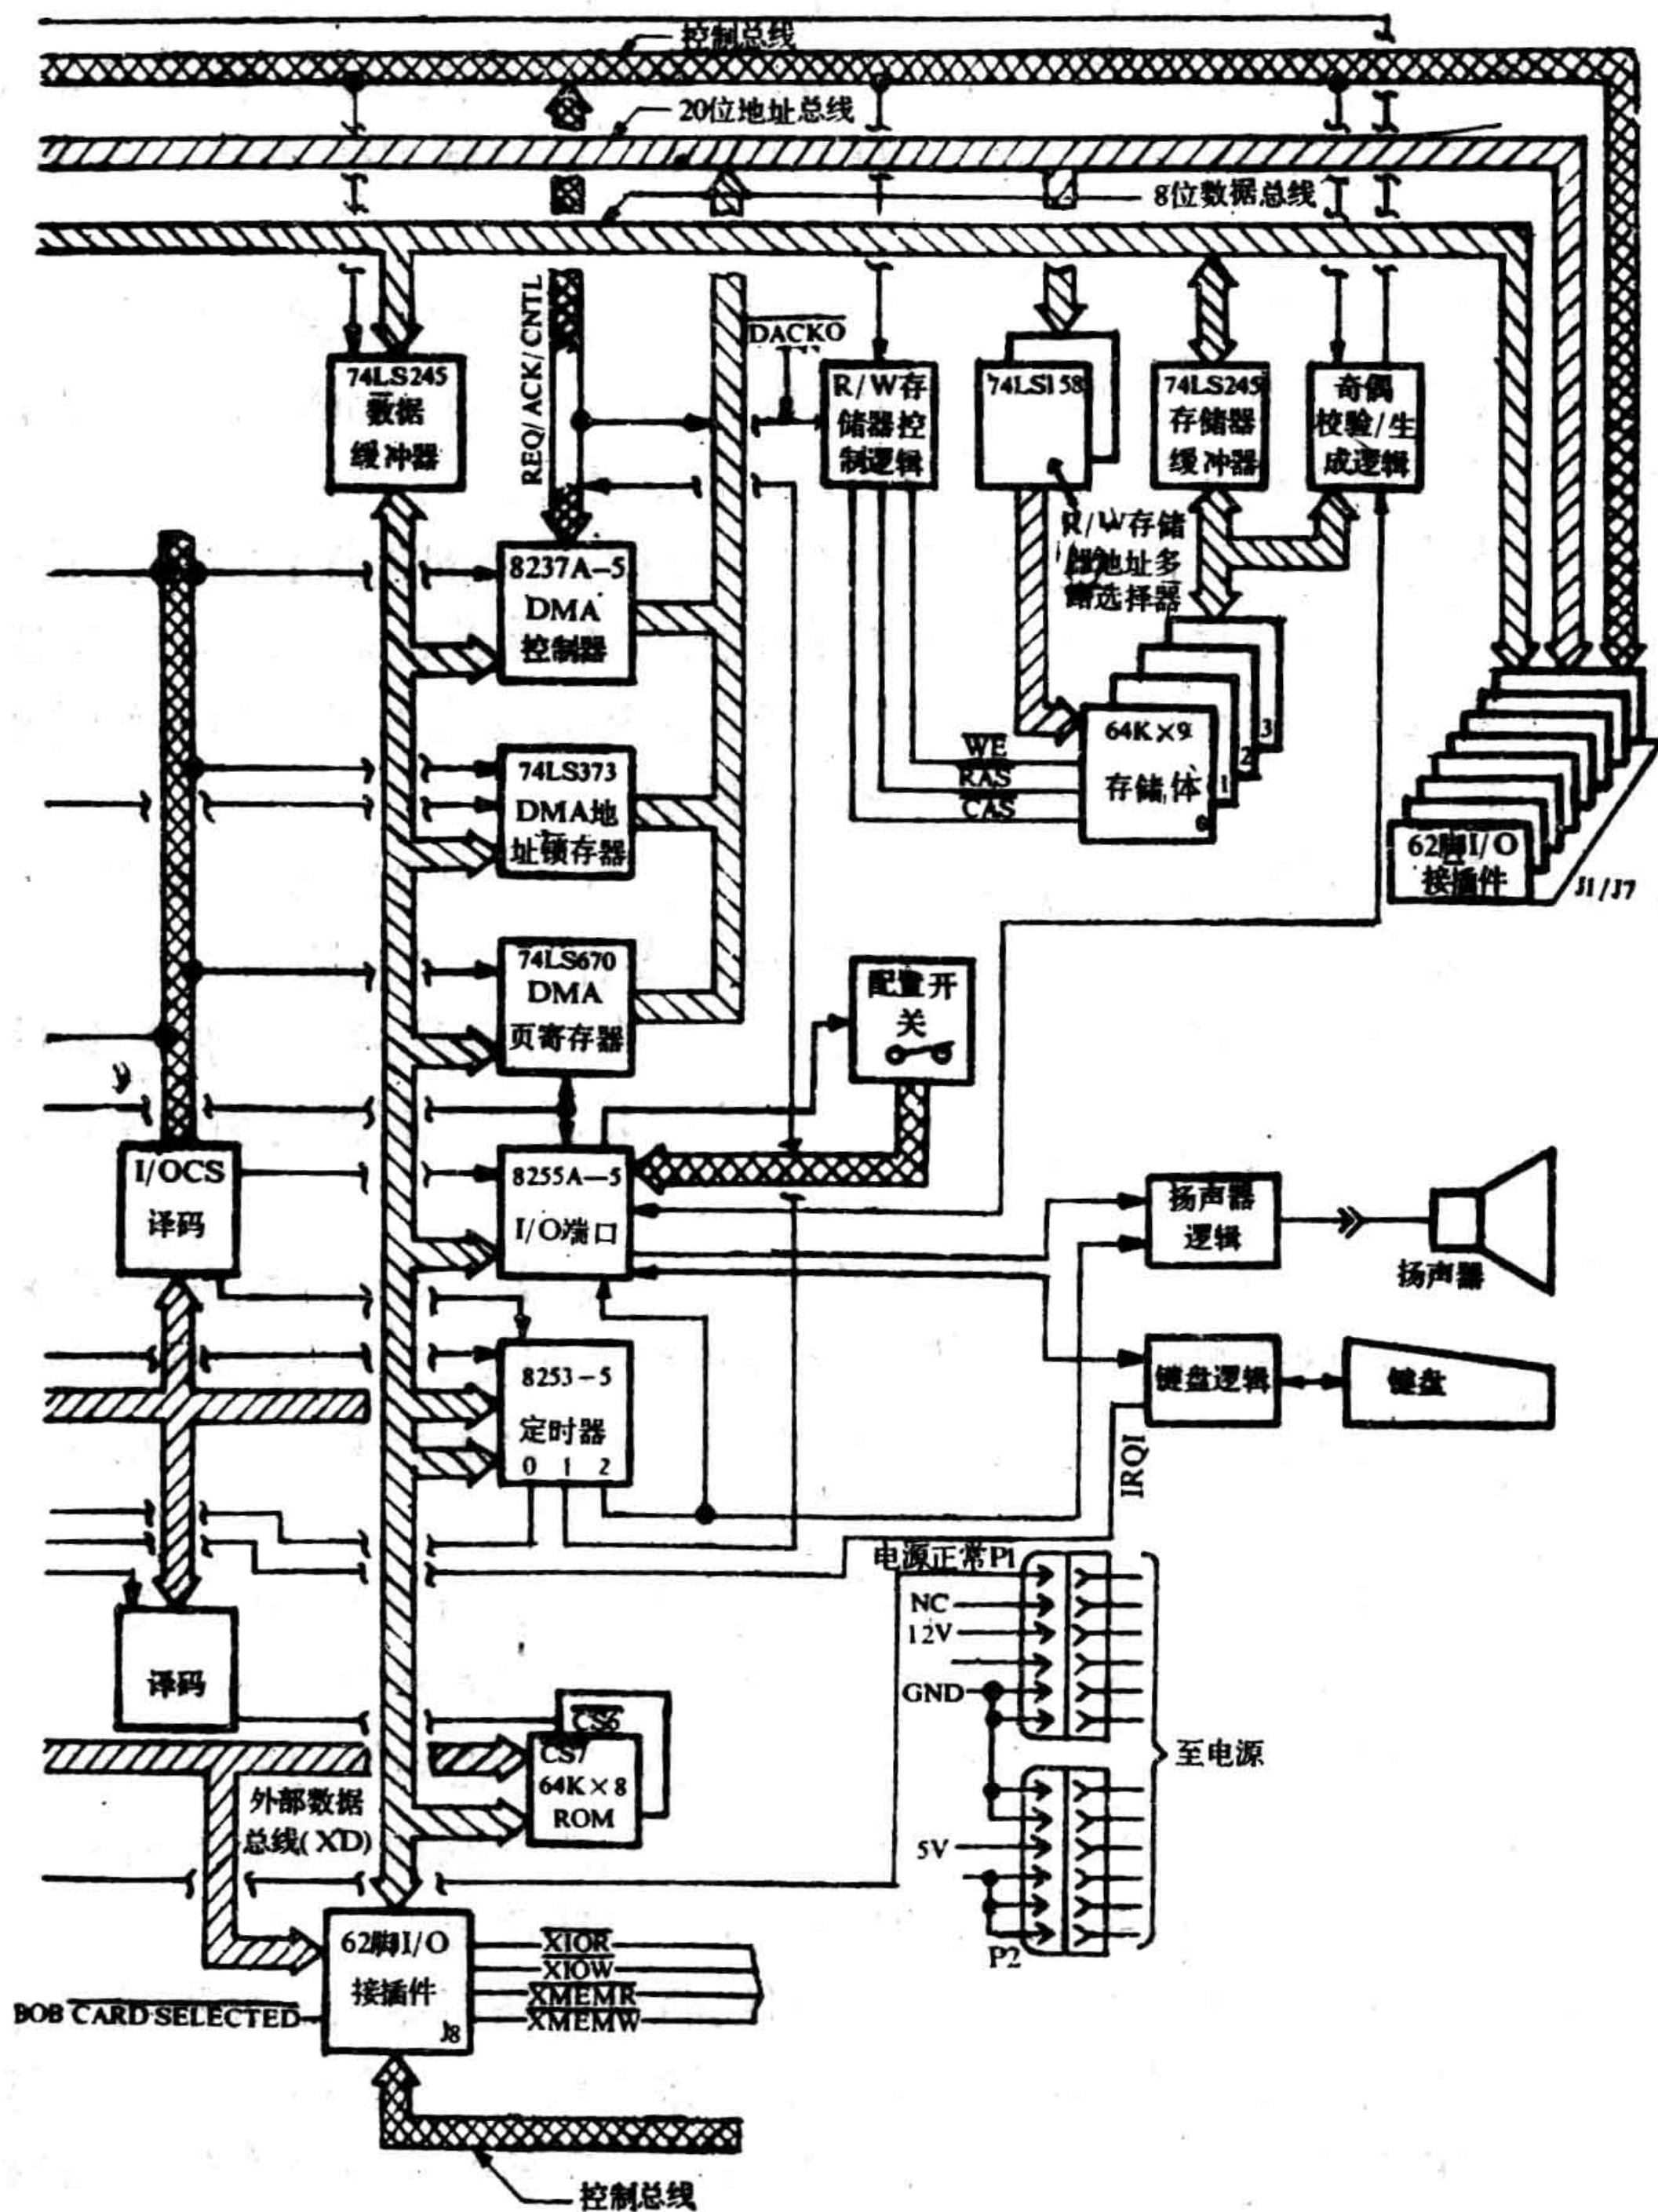 控制总线
20位地址总线
8位数据总线
REQ/ACK/CNTL
DACKO
74LS245
数据
缓冲器
R/W存
储器控
制逻辑
74LS158
74LS245
存储器
缓冲器
奇偶
校验/生
成逻辑
R/W存储
器地址多
路选择器
8237A-5
DMA
控制器
WE
RAS
CAS
64K×9
存储体
0
1
2
3
74LS373
DMA地
址锁存器
62脚I/O
接插件
J1/J7
74LS670
DMA
页寄存器
配置开
关
I/OCS
译码
8255A-5
I/O端口
扬声器
逻辑
扬声器
8253-5
定时器
0 1 2
键盘逻辑
键盘
IRQ1
电源正常P1
NC
12V
GND
5V
P2
至电源
译码
CS6
CS7
64K×8
ROM
外部数据
总线(XD)
62脚I/O
接插件
J8
XIOR
XIOW
XMEMR
XMEMW
BOB CARD SELECTED
控制总线